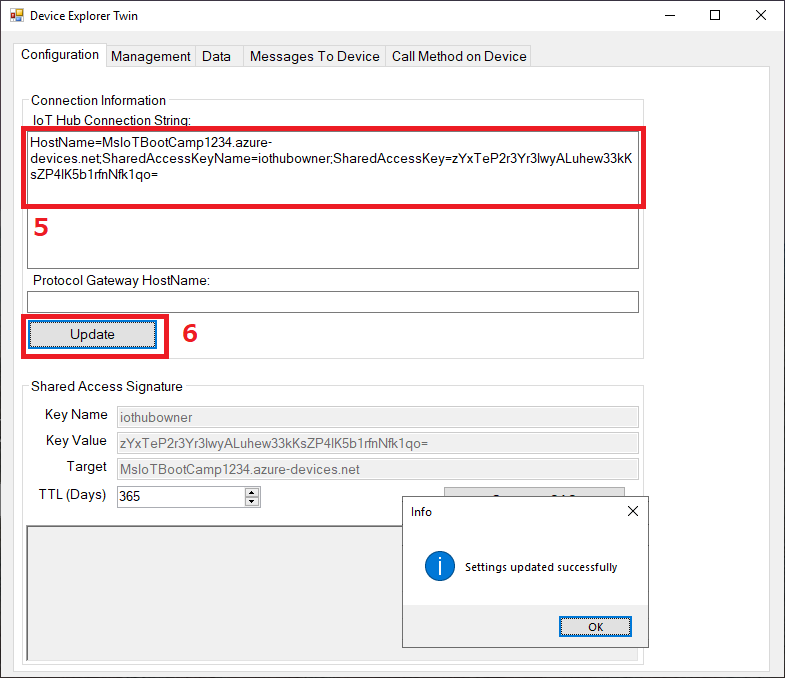 Device Explorer Twin
Configuration Management Data Messages To Device Call Method on Device
Connection Information
IoT Hub Connection String:
HostName=MsIoTBootCamp1234.azure-
devices.net;SharedAccessKeyName=iothubowner;SharedAccessKey=zYxTeP2r3Yr3lwyALuhew33kK
sZP4lK5b1rfnNfk1qo=
5
Protocol Gateway HostName:
Update
6
Shared Access Signature
Key Name iothubowner
Key Value zYxTeP2r3Yr3lwyALuhew33kKsZP4lK5b1rfnNfk1qo=
Target MsIoTBootCamp1234.azure-devices.net
TTL (Days) 365
Info
Settings updated successfully
OK